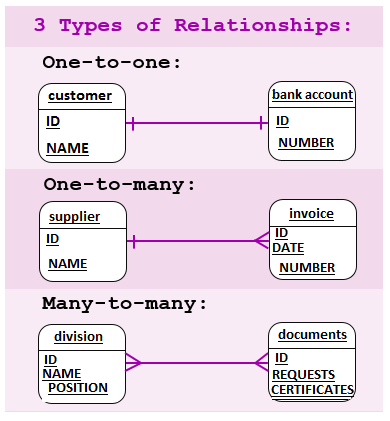 3 Types of Relationships:
One-to-one:
customer
ID
NAME
bank account
ID
NUMBER
One-to-many:
supplier
ID
NAME
invoice
ID
DATE
NUMBER
Many-to-many:
division
ID
NAME
POSITION
documents
ID
REQUESTS
CERTIFICATES